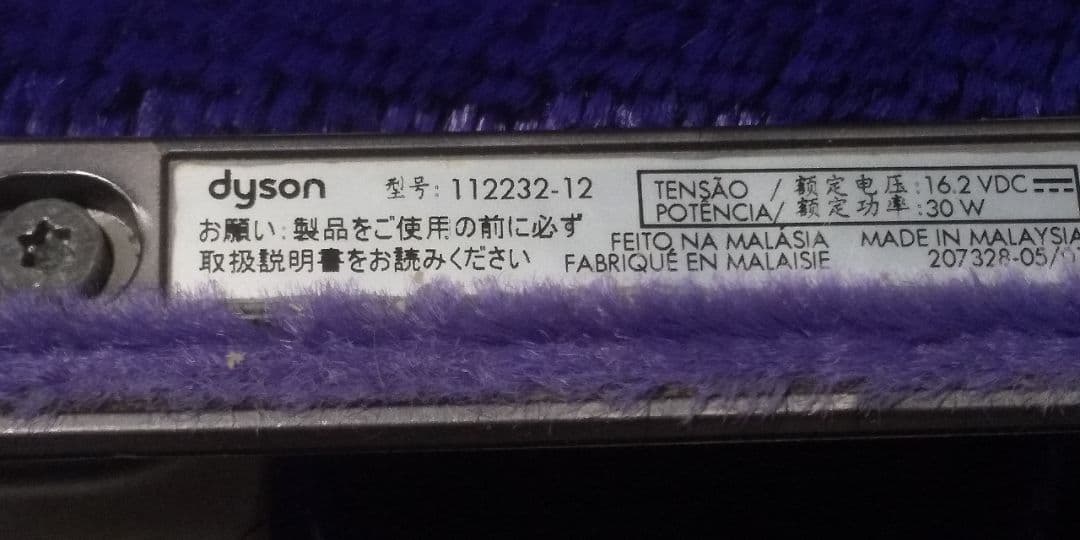 dyson 型号: 112232-12
お願い:製品をご使用の前に必ず
取扱説明書をお読みください
TENSÃO / 额定电压:16.2 VDC
POTÊNCIA/ 额定功率:30 W
FEITO NA MALÁSIA MADE IN MALAYSIA
FABRIQUÉ EN MALAISIE